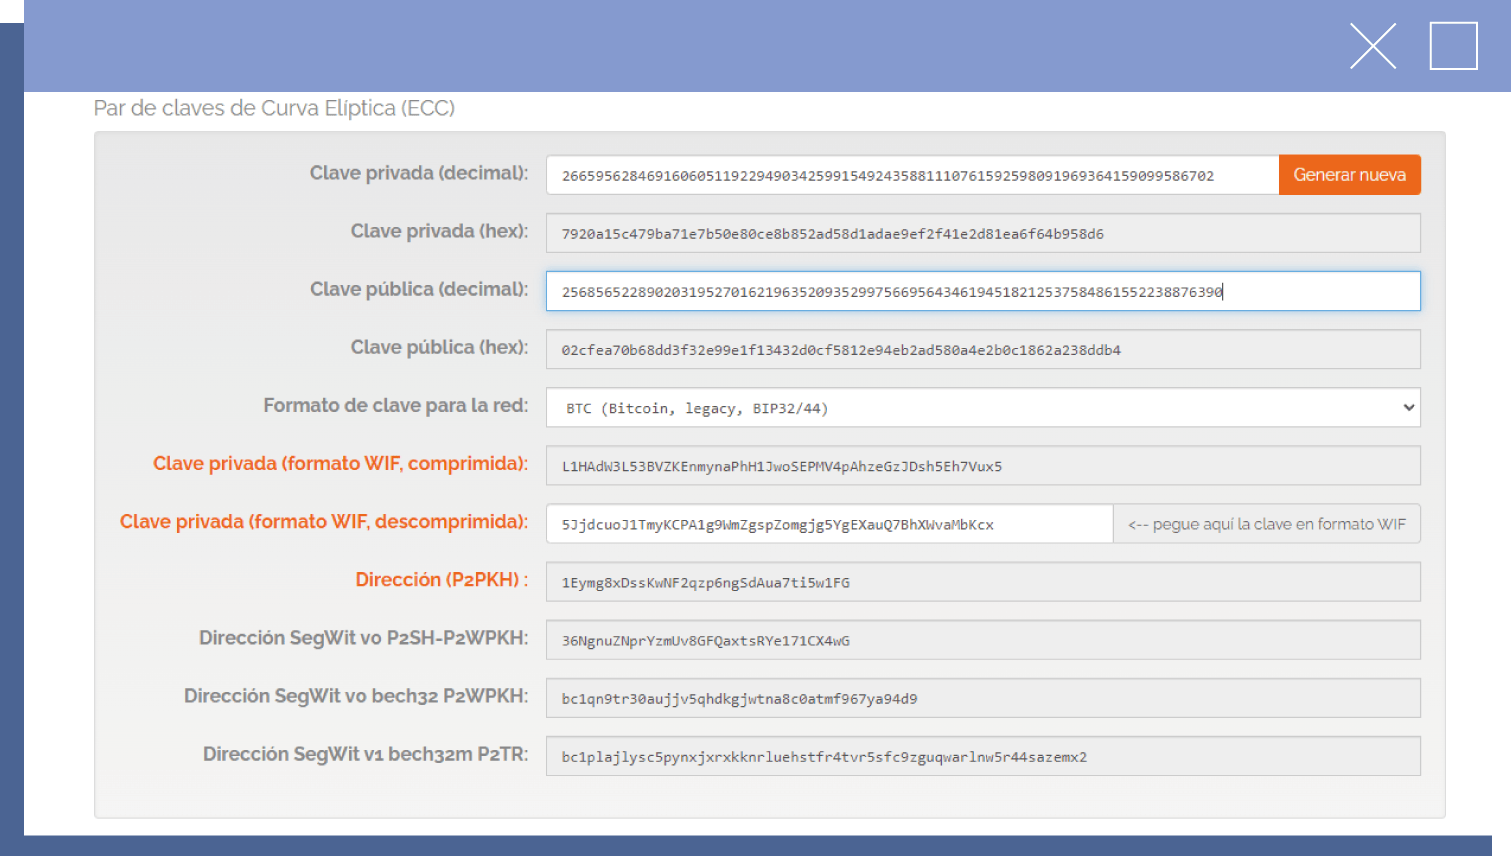 Par de claves de Curva Elíptica (ECC)
Clave privada (decimal): 26659562846916060511922949034259915492435881110761592598091969364159099586702 Generar nueva
Clave privada (hex): 7920a15c479ba71e7b50e80ce8b852ad58d1adae9ef2f41e2d81ea6f64b958d6
Clave pública (decimal): 2568565228902031952701621963520935299756695643461945182125375848615522388763​90
Clave pública (hex): 02cfea70b68dd3f32e99e1f13432d0cf5812e94eb2ad580a4e2b0c1862a238ddb4
Formato de clave para la red: BTC (Bitcoin, legacy, BIP32/44)
Clave privada (formato WIF, comprimida): L1HAdW3L53BVZKEnmynaPhH1JwoSEPMV4pAhzeGzJDsh5Eh7Vux5
Clave privada (formato WIF, descomprimida): 5JjdcuoJ1TmyKCPA1g9WmZgspZomgjg5YgEXauQ7BhXWvaMbKcx <-- pegue aquí la clave en formato WIF
Dirección (P2PKH) : 1Eymg8xDssKwNF2qzp6ngSdAua7ti5w1FG
Dirección SegWit v0 P2SH-P2WPKH: 36NgnuZNprYzmUv8GFQaxtsRYe171CX4wG
Dirección SegWit v0 bech32 P2WPKH: bc1qn9tr30aujjv5qhdkgjwtna8c0atmf967ya94d9
Dirección SegWit v1 bech32m P2TR: bc1plajlysc5pynxjxrxkknrluehstfr4tvr5sfc9zguqwarlnw5r44sazemx2